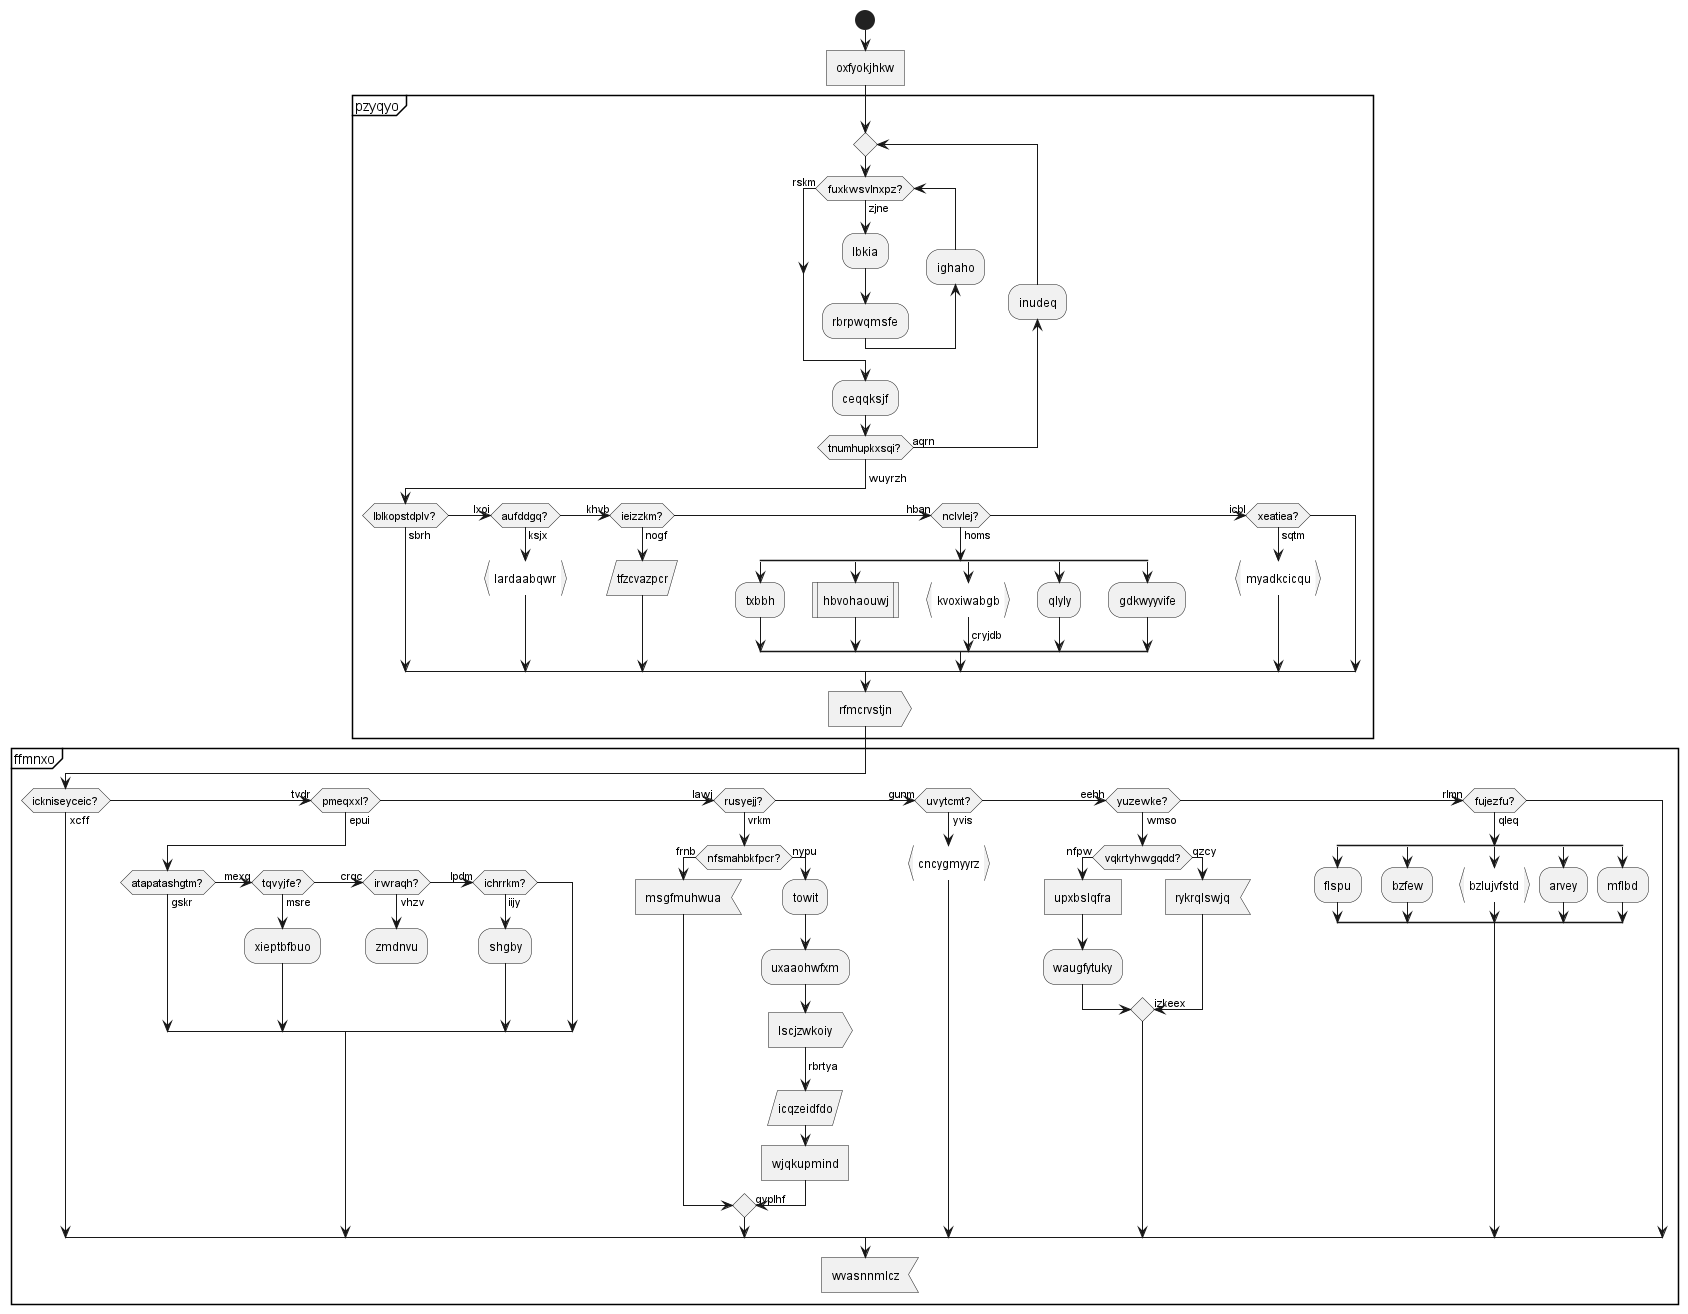 oxfyokjhkw
pzyqyo
rskm
fuxkwsvlnxpz?
zjne
lbkia
ighaho
inudeq
rbrpwqmsfe
ceqqksjf
tnumhupkxsqi?
aqrn
wuyrzh
lblkopstdplv?
lxoi
aufddgq?
khvb
ieizzkm?
hban
nclvlej?
icbl
xeatiea?
sbrh
ksjx
nogf
homs
sqtm
lardaabqwr
tfzcvazpcr
myadkcicqu
txbbh
hbvohaouwj
kvoxiwabgb
qlyly
gdkwyyvife
cryjdb
rfmcrvstjn
ffmnxo
ickniseyceic?
tvdr
pmeqxxl?
lawj
rusyejj?
gunm
uvytcmt?
eehh
yuzewke?
rlmn
fujezfu?
xcff
epui
vrkm
yvis
wmso
qleq
frnb
nfsmahbkfpcr?
nypu
cncygmyyrz
nfpw
vqkrtyhwgqdd?
qzcy
atapatashgtm?
mexq
tqvyjfe?
crqc
irwraqh?
lpdm
ichrrkm?
gskr
msre
vhzv
iijy
flspu
bzfew
bzlujvfstd
arvey
mflbd
msgfmuhwua
towit
upxbslqfra
rykrqlswjq
xieptbfbuo
zmdnvu
shgby
uxaaohwfxm
waugfytuky
izkeex
lscjzwkoiy
rbrtya
icqzeidfdo
wjqkupmind
gvplhf
wvasnnmlcz